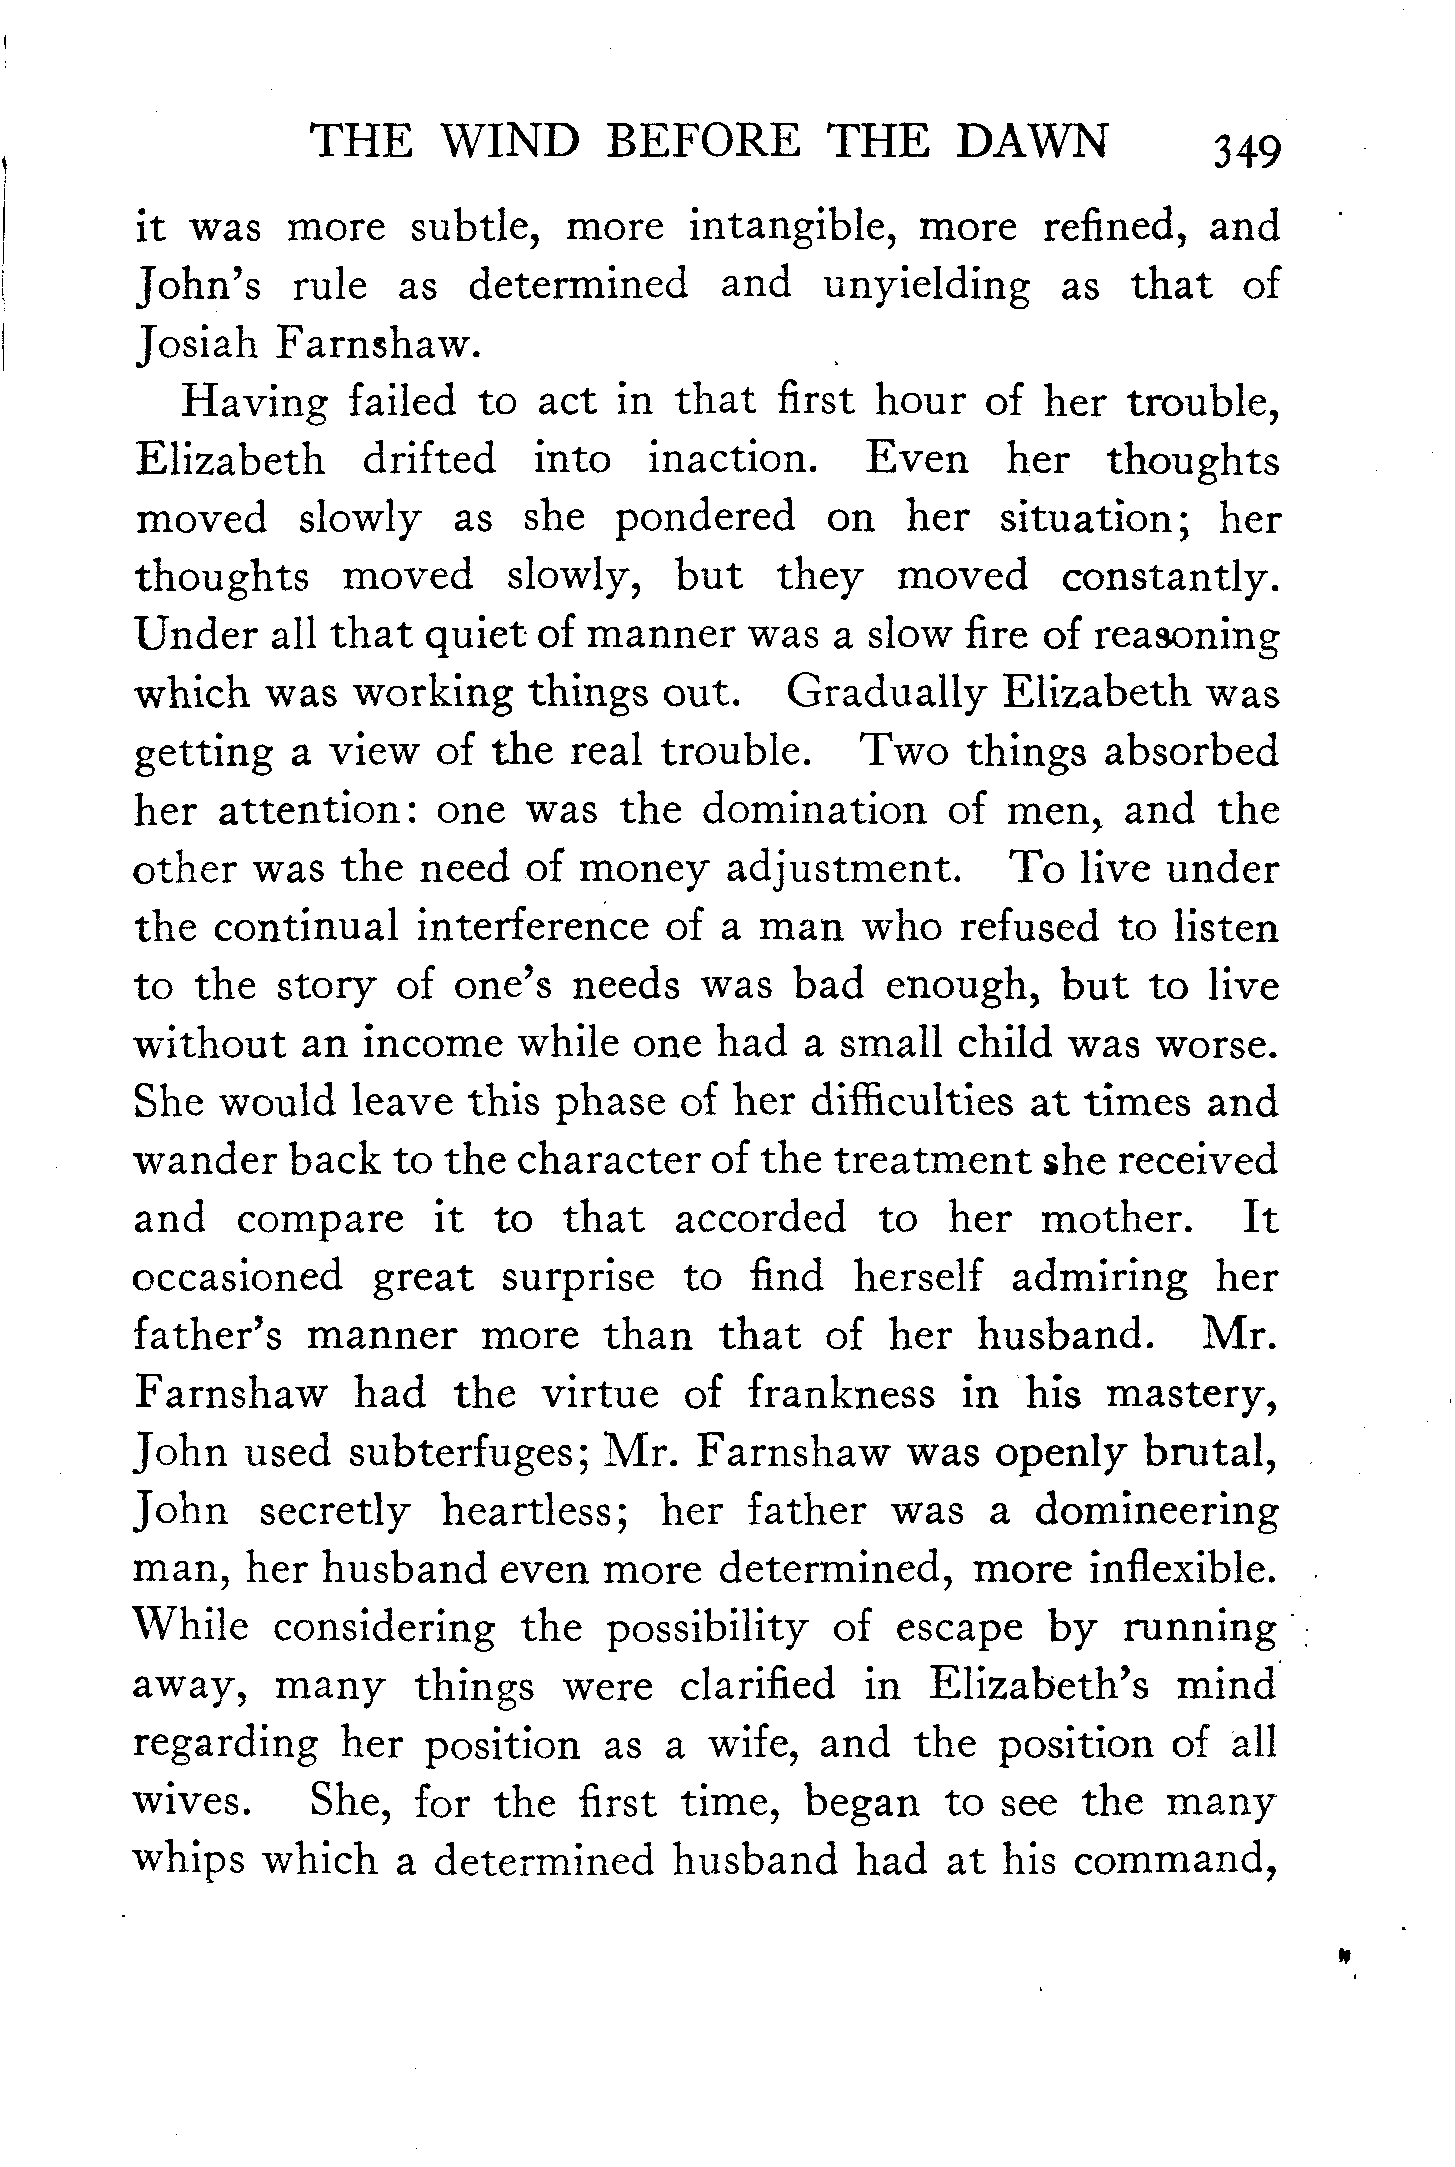 THE WIND BEFORE THE DAWN 349
it was more subtle, more intangible, more refined, and
John's rule as determined and unyielding as that of
Josiah Farnshaw.
Having failed to act in that first hour of her trouble,
Elizabeth drifted into inaction. Even her thoughts
moved slowly as she pondered on her situation; her
thoughts moved slowly, but they moved constantly.
Under all that quiet of manner was a slow fire of reasoning
which was working things out. Gradually Elizabeth was
getting a view of the real trouble. Two things absorbed
her attention: one was the domination of men, and the
other was the need of money adjustment. To live under
the continual interference of a man who refused to listen
to the story of one's needs was bad enough, but to live
without an income while one had a small child was worse.
She would leave this phase of her difficulties at times and
wander back to the character of the treatment she received
and compare it to that accorded to her mother. It
occasioned great surprise to find herself admiring her
father's manner more than that of her husband. Mr.
Farnshaw had the virtue of frankness in his mastery,
John used subterfuges; Mr. Farnshaw was openly brutal,
John secretly heartless; her father was a domineering
man, her husband even more determined, more inflexible.
While considering the possibility of escape by running
away, many things were clarified in Elizabeth's mind
regarding her position as a wife, and the position of all
wives. She, for the first time, began to see the many
whips which a determined husband had at his command,